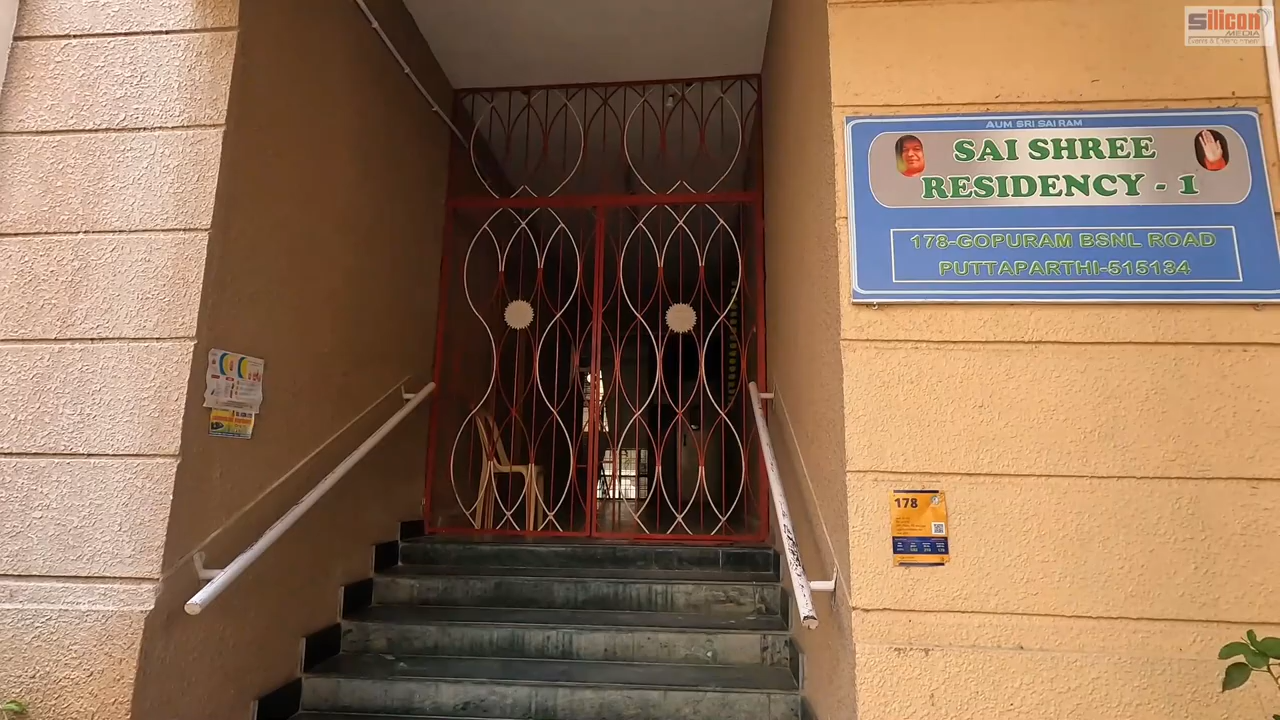 Silicon
MEDIA
AUM SRI SAI RAM
SAI SHREE
RESIDENCY - 1
178-GOPURAM BSNL ROAD
PUTTAPARTHI-515134
178